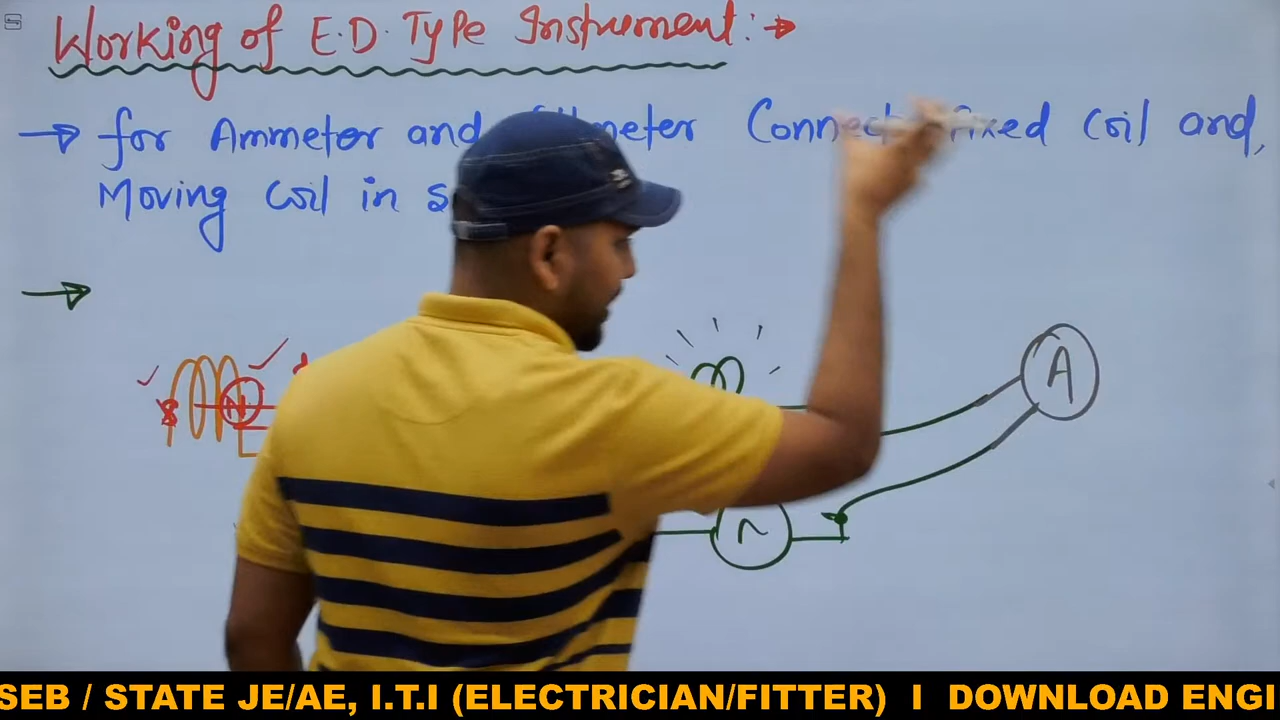 Working of E.D. Type Instrument:→
→ for Ammeter and meter Connect fixed Coil and,
Moving Coil in
→
S N
A
~
SEB / STATE JE/AE, I.T.I (ELECTRICIAN/FITTER) I DOWNLOAD ENGI